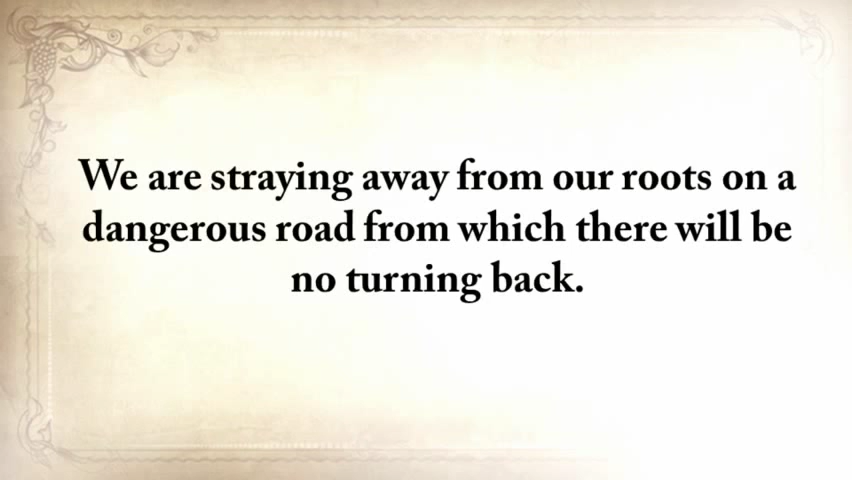 We are straying away from our roots on a
dangerous road from which there will be
no turning back.